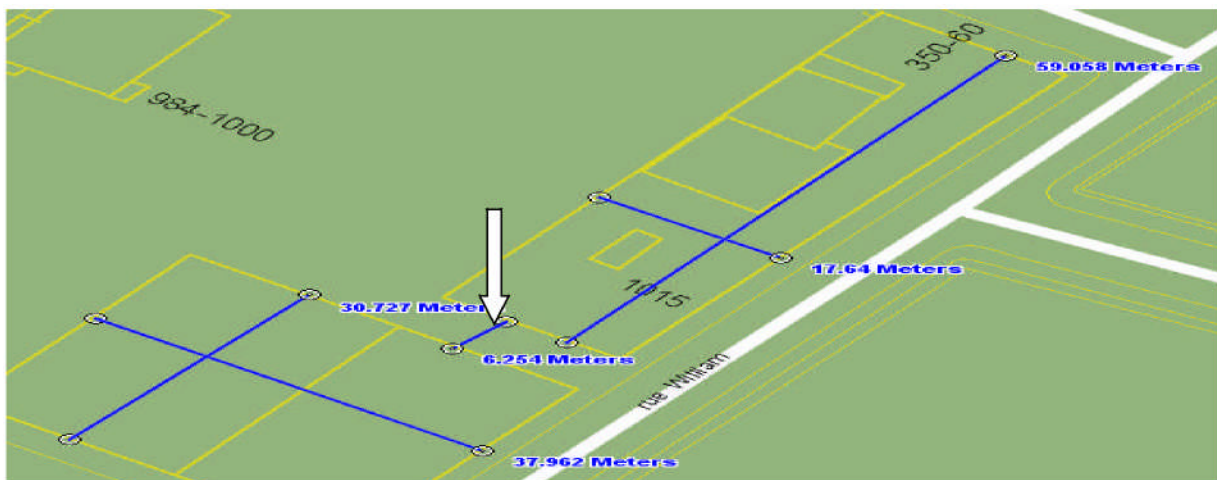 350-60
59.058 Meters
984-1000
17.64 Meters
1015
30.727 Meter
6.254 Meters
rue William
37.962 Meters